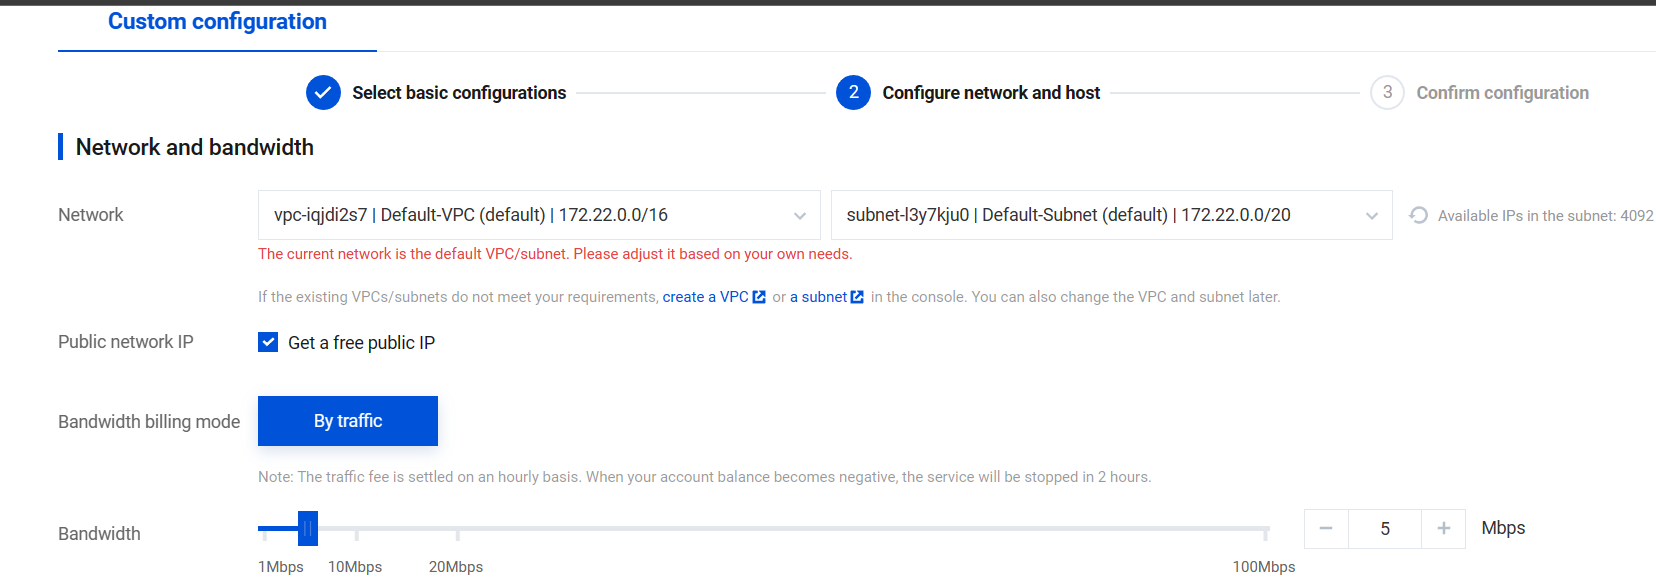 Custom configuration
Select basic configurations
2 Configure network and host
3 Confirm configuration
Network and bandwidth
Network
vpc-iqjdi2s7 | Default-VPC (default) | 172.22.0.0/16
subnet-l3y7kju0 | Default-Subnet (default) | 172.22.0.0/20
Available IPs in the subnet: 4092
The current network is the default VPC/subnet. Please adjust it based on your own needs.
If the existing VPCs/subnets do not meet your requirements, create a VPC or a subnet in the console. You can also change the VPC and subnet later.
Public network IP
Get a free public IP
Bandwidth billing mode
By traffic
Note: The traffic fee is settled on an hourly basis. When your account balance becomes negative, the service will be stopped in 2 hours.
Bandwidth
5 Mbps
1Mbps 10Mbps 20Mbps 100Mbps